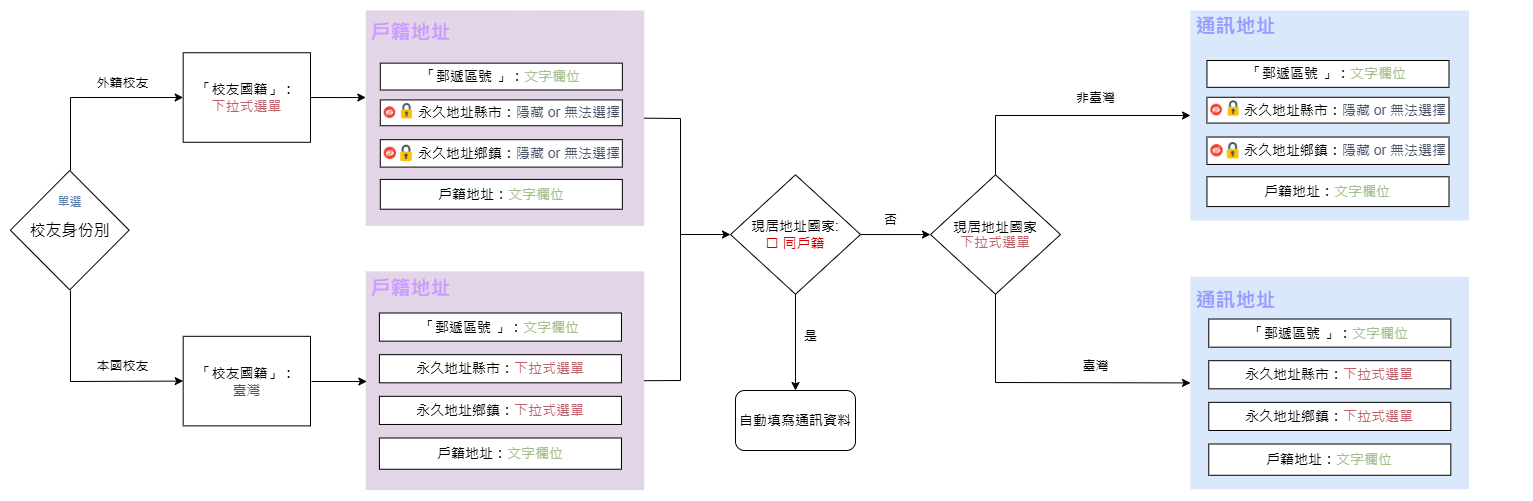 單選
校友身份別
外籍校友
「校友國籍」：
下拉式選單
戶籍地址
「郵遞區號 」：文字欄位
永久地址縣市：隱藏 or 無法選擇
永久地址鄉鎮：隱藏 or 無法選擇
戶籍地址：文字欄位
本國校友
「校友國籍」：
臺灣
戶籍地址
「郵遞區號 」：文字欄位
永久地址縣市：下拉式選單
永久地址鄉鎮：下拉式選單
戶籍地址：文字欄位
現居地址國家:
☐ 同戶籍
是
自動填寫通訊資料
否
現居地址國家
下拉式選單
非臺灣
通訊地址
「郵遞區號 」：文字欄位
永久地址縣市：隱藏 or 無法選擇
永久地址鄉鎮：隱藏 or 無法選擇
戶籍地址：文字欄位
臺灣
通訊地址
「郵遞區號 」：文字欄位
永久地址縣市：下拉式選單
永久地址鄉鎮：下拉式選單
戶籍地址：文字欄位